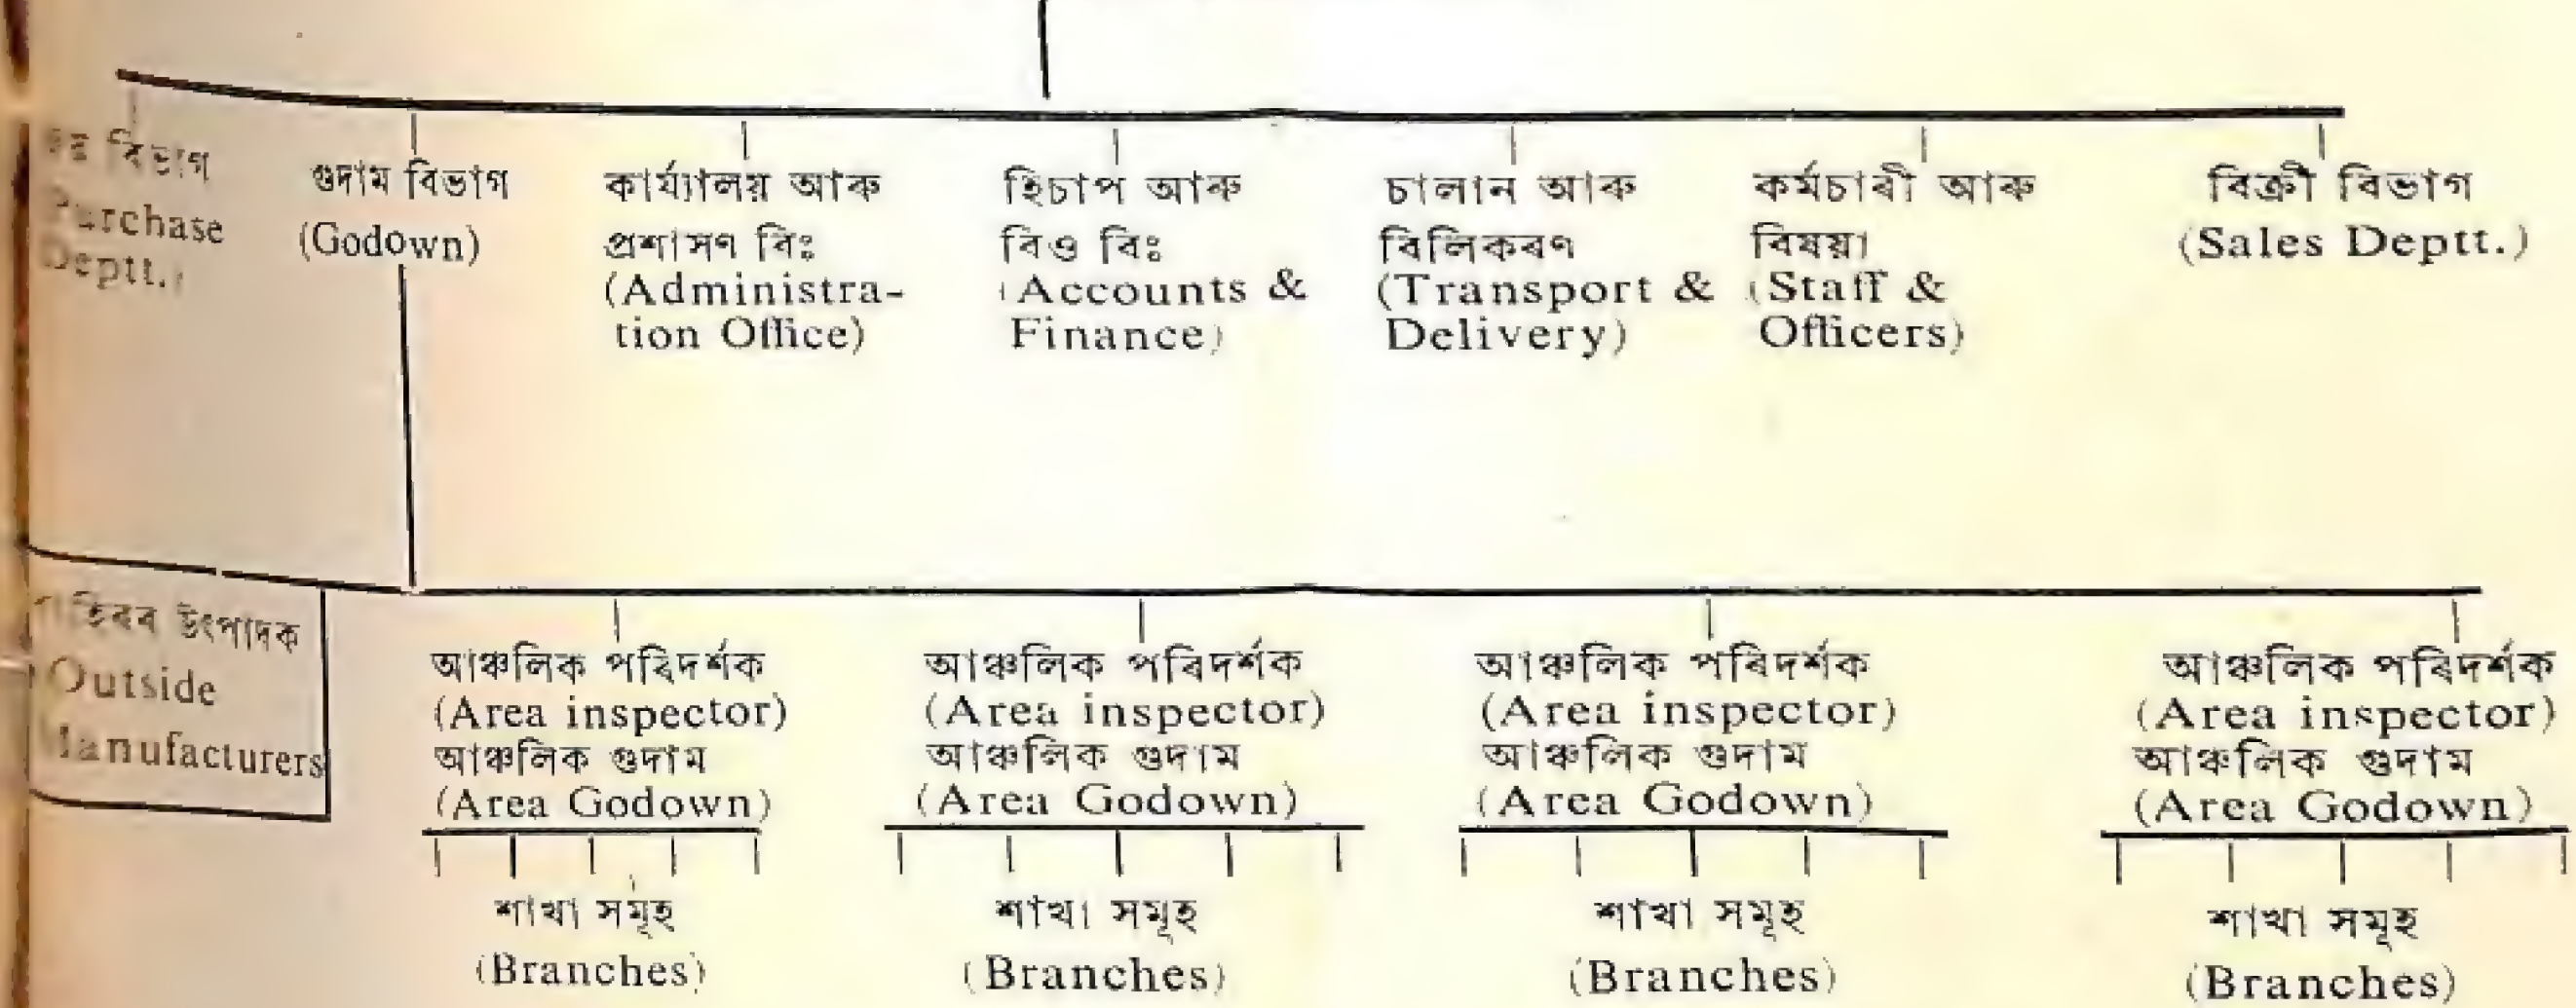 বিভাগ
Purchase
Deptt.)
গুদাম বিভাগ
(Godown)
কাৰ্য্যালয় আৰু
প্ৰশাসণ বিঃ
(Administra-
tion Office)
হিচাপ আৰু
বিও বিঃ
(Accounts &
Finance)
চালান আৰু
বিলিকৰণ
(Transport &
Delivery)
কৰ্মচাৰী আৰু
বিষয়া
(Staff &
Officers)
বিক্ৰী বিভাগ
(Sales Deptt.)
উৎপাদক
Outside
Manufacturers
আঞ্চলিক পৰিদৰ্শক
(Area inspector)
আঞ্চলিক গুদাম
(Area Godown)
শাখা সমূহ
(Branches)
আঞ্চলিক পৰিদৰ্শক
(Area inspector)
আঞ্চলিক গুদাম
(Area Godown)
শাখা সমূহ
(Branches)
আঞ্চলিক পৰিদৰ্শক
(Area inspector)
আঞ্চলিক গুদাম
(Area Godown)
শাখা সমূহ
(Branches)
আঞ্চলিক পৰিদৰ্শক
(Area inspector)
আঞ্চলিক গুদাম
(Area Godown)
শাখা সমূহ
(Branches)